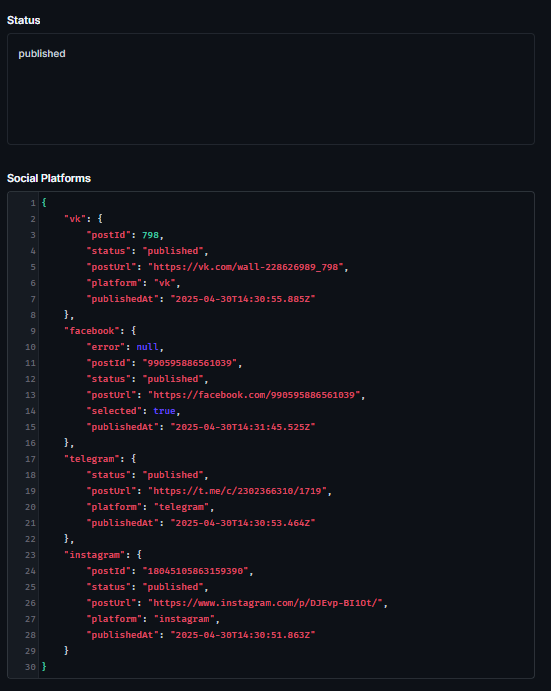 Status
published
Social Platforms
1 {
2 "vk": {
3 "postId": 798,
4 "status": "published",
5 "postUrl": "https://vk.com/wall-228626989_798",
6 "platform": "vk",
7 "publishedAt": "2025-04-30T14:30:55.885Z"
8 },
9 "facebook": {
10 "error": null,
11 "postId": "990595886561039",
12 "status": "published",
13 "postUrl": "https://facebook.com/990595886561039",
14 "selected": true,
15 "publishedAt": "2025-04-30T14:31:45.525Z"
16 },
17 "telegram": {
18 "status": "published",
19 "postUrl": "https://t.me/c/2302366310/1719",
20 "platform": "telegram",
21 "publishedAt": "2025-04-30T14:30:53.464Z"
22 },
23 "instagram": {
24 "postId": "18045105863159390",
25 "status": "published",
26 "postUrl": "https://www.instagram.com/p/DJEvp-BI1Ot/",
27 "platform": "instagram",
28 "publishedAt": "2025-04-30T14:30:51.863Z"
29 }
30 }